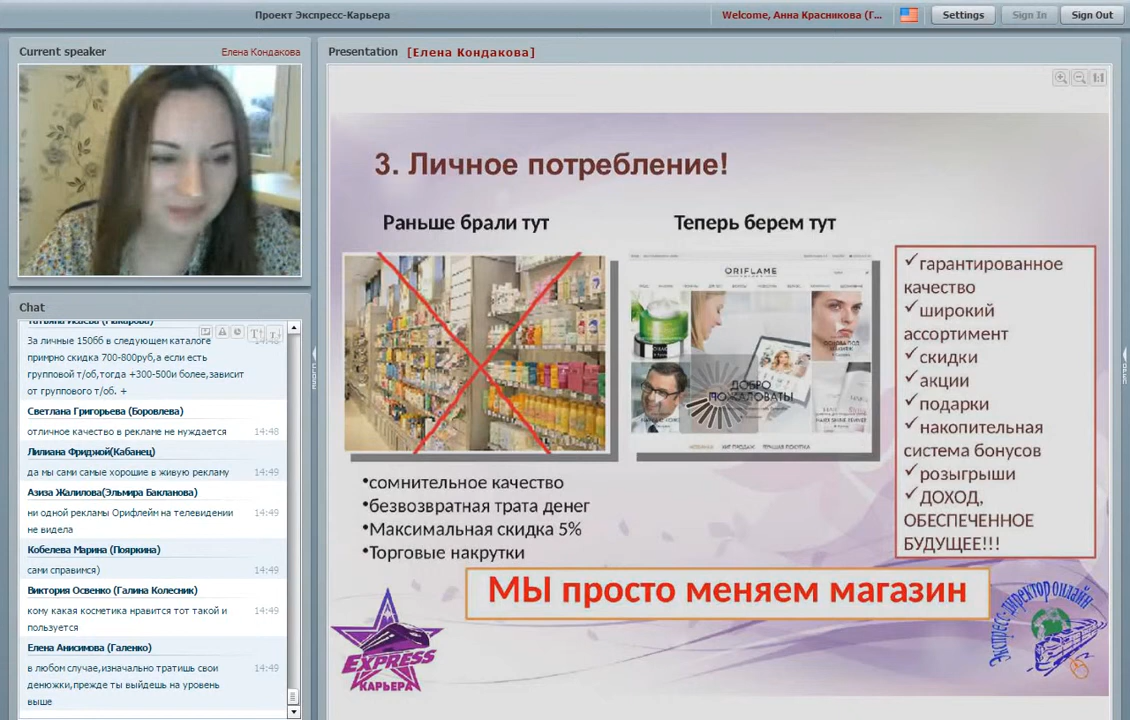 Проект Экспресс-Карьера
Welcome, Анна Красникова (Г...
Settings
Sign In
Sign Out
Current speaker
Елена Кондакова
Presentation
[Елена Кондакова]
1:1
3. Личное потребление!
Раньше брали тут
Теперь берем тут
ORIFLAME
ДОБРО
ПОЖАЛОВАТЬ!
гарантированное
качество
широкий
ассортимент
скидки
акции
подарки
накопительная
система бонусов
розыгрыши
ДОХОД,
ОБЕСПЕЧЕННОЕ
БУДУЩЕЕ!!!
•сомнительное качество
•безвозвратная трата денег
•Максимальная скидка 5%
•Торговые накрутки
МЫ просто меняем магазин
EXPRESS
КАРЬЕРА
Экспресс-директор онлайн
Chat
За личные 150бб в следующем каталоге
примрно скидка 700-800руб,а если есть
групповой т/об,тогда +300-500и более,зависит
от группового т/об. +
Светлана Григорьева (Боровлева)
отличное качество в рекламе не нуждается 14:48
Лилиана Фриджой(Кабанец)
да мы сами самые хорошие в живую рекламу 14:49
Азиза Жалилова(Эльмира Бакланова)
ни одной рекламы Орифлейм на телевидении 14:49
не видела
Кобелева Марина (Пояркина)
сами справимся) 14:49
Виктория Освенко (Галина Колесник)
кому какая косметика нравится тот такой и 14:49
пользуется
Елена Анисимова (Галенко)
в любом случае,изначально тратишь свои 14:49
денюжки,прежде ты выйдешь на уровень
выше